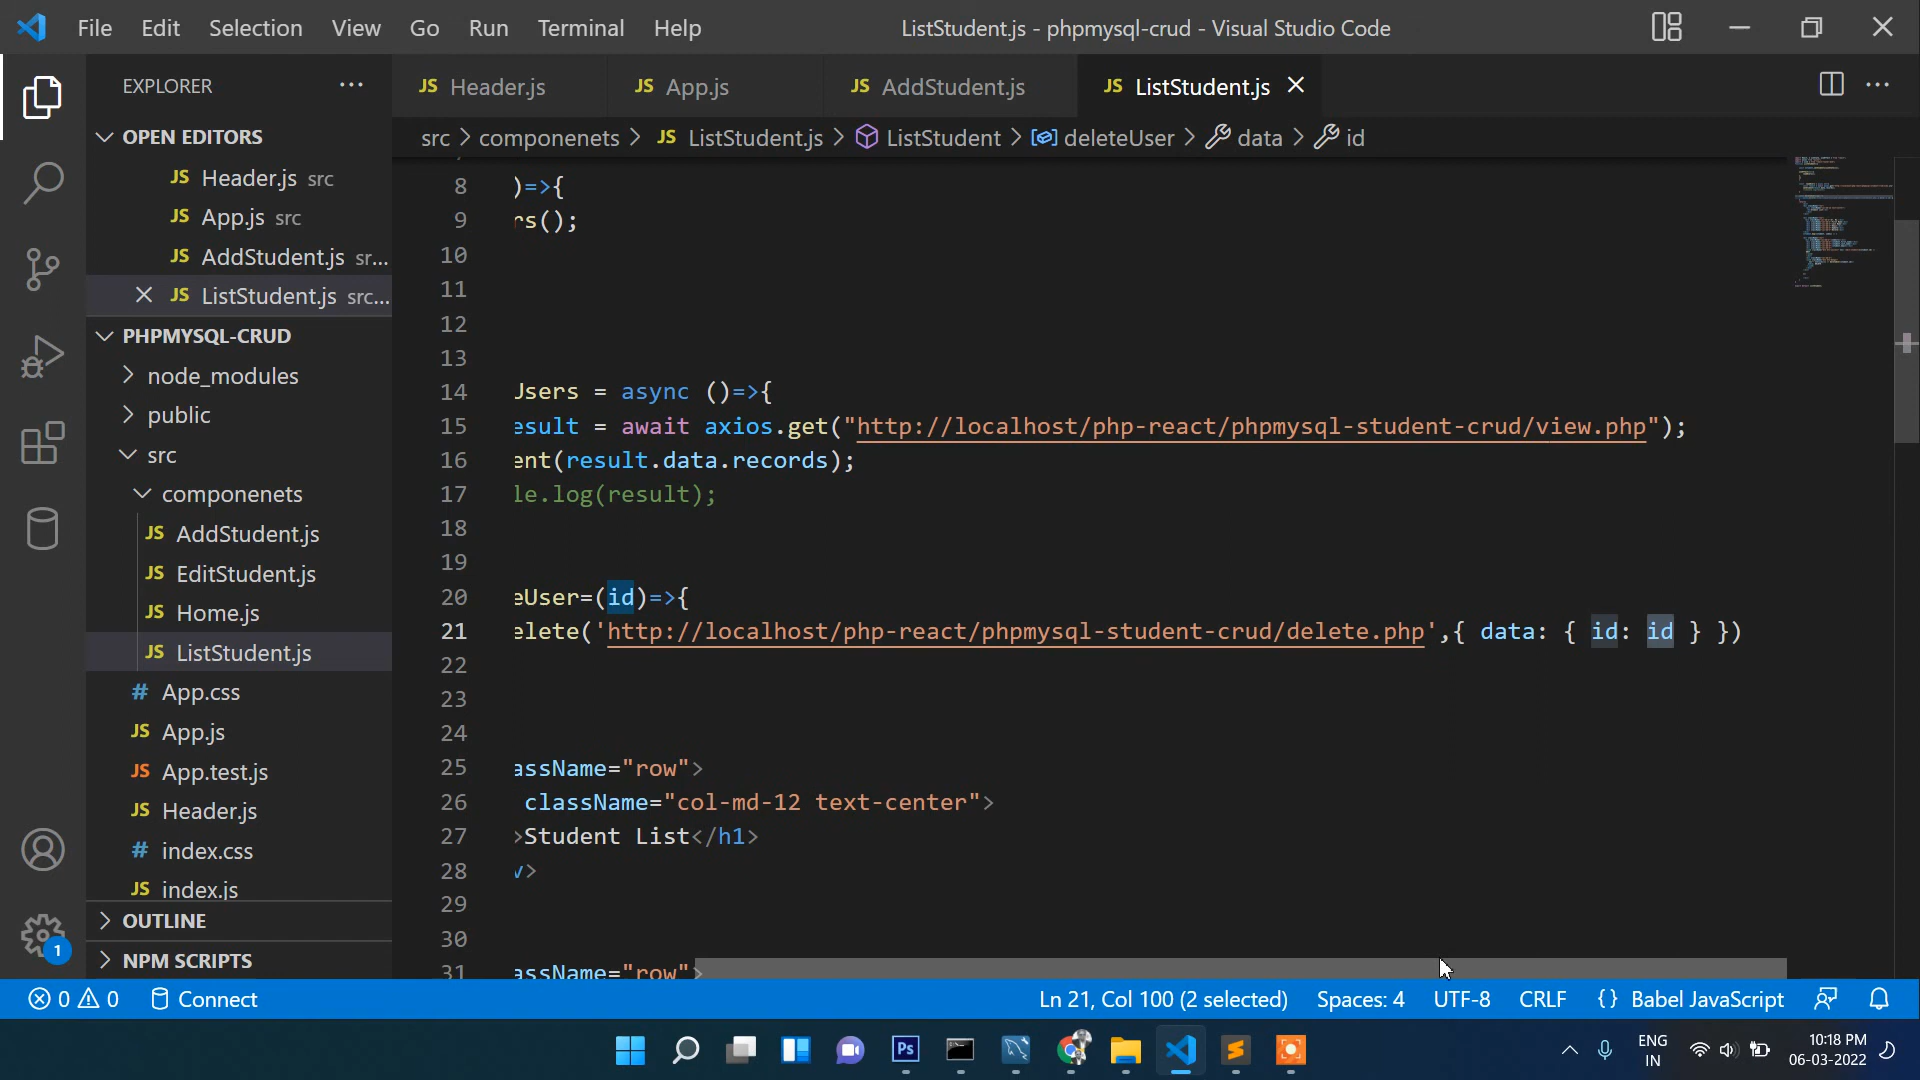 File Edit Selection View Go Run Terminal Help
ListStudent.js - phpmysql-crud - Visual Studio Code
EXPLORER
JS Header.js
JS App.js
JS AddStudent.js
JS ListStudent.js
src > componenets > JS ListStudent.js > ListStudent > deleteUser > data > id
OPEN EDITORS
JS Header.js src
JS App.js src
JS AddStudent.js sr...
JS ListStudent.js src...
PHPMYSQL-CRUD
node_modules
public
src
componenets
JS AddStudent.js
JS EditStudent.js
JS Home.js
JS ListStudent.js
# App.css
JS App.js
JS App.test.js
JS Header.js
# index.css
JS index.js
OUTLINE
NPM SCRIPTS
8 )=>{
9 rs();
10
11
12
13
14 Users = async ()=>{
15 esult = await axios.get("http://localhost/php-react/phpmysql-student-crud/view.php");
16 ent(result.data.records);
17 le.log(result);
18
19
20 eUser=(id)=>{
21 elete('http://localhost/php-react/phpmysql-student-crud/delete.php',{ data: { id: id } })
22
23
24
25 assName="row">
26 className="col-md-12 text-center">
27 >Student List</h1>
28 v>
29
30
31 assName="row">
1
0 0 Connect
Ln 21, Col 100 (2 selected) Spaces: 4 UTF-8 CRLF {} Babel JavaScript
Ps
ENG
IN
10:18 PM
06-03-2022